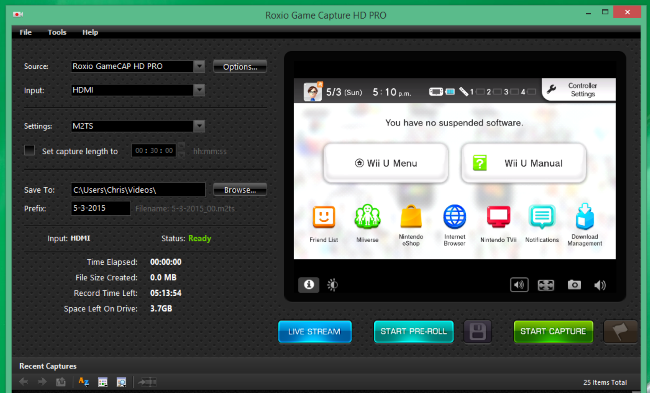 Roxio Game Capture HD PRO
File Tools Help
Source: Roxio GameCAP HD PRO Options...
Input: HDMI
Settings: M2TS
Set capture length to 00 : 30 : 00 hh:mm:ss
Save To: C:\Users\Chris\Videos\ Browse...
Prefix: 5-3-2015 Filename: 5-3-2015_00.m2ts
Input: HDMI Status: Ready
Time Elapsed: 00:00:00
File Size Created: 0.0 MB
Record Time Left: 05:13:54
Space Left On Drive: 3.7GB
5/3 (Sun) 5:10 p.m. 1 2 3 4
Controller
Settings
You have no suspended software.
Wii U Menu
Wii U Manual
Friend List
Miiverse
Nintendo
eShop
Internet
Browser
Nintendo TVii
Notifications
Download
Management
LIVE STREAM START PRE-ROLL START CAPTURE
Recent Captures
AZ
25 Items Total